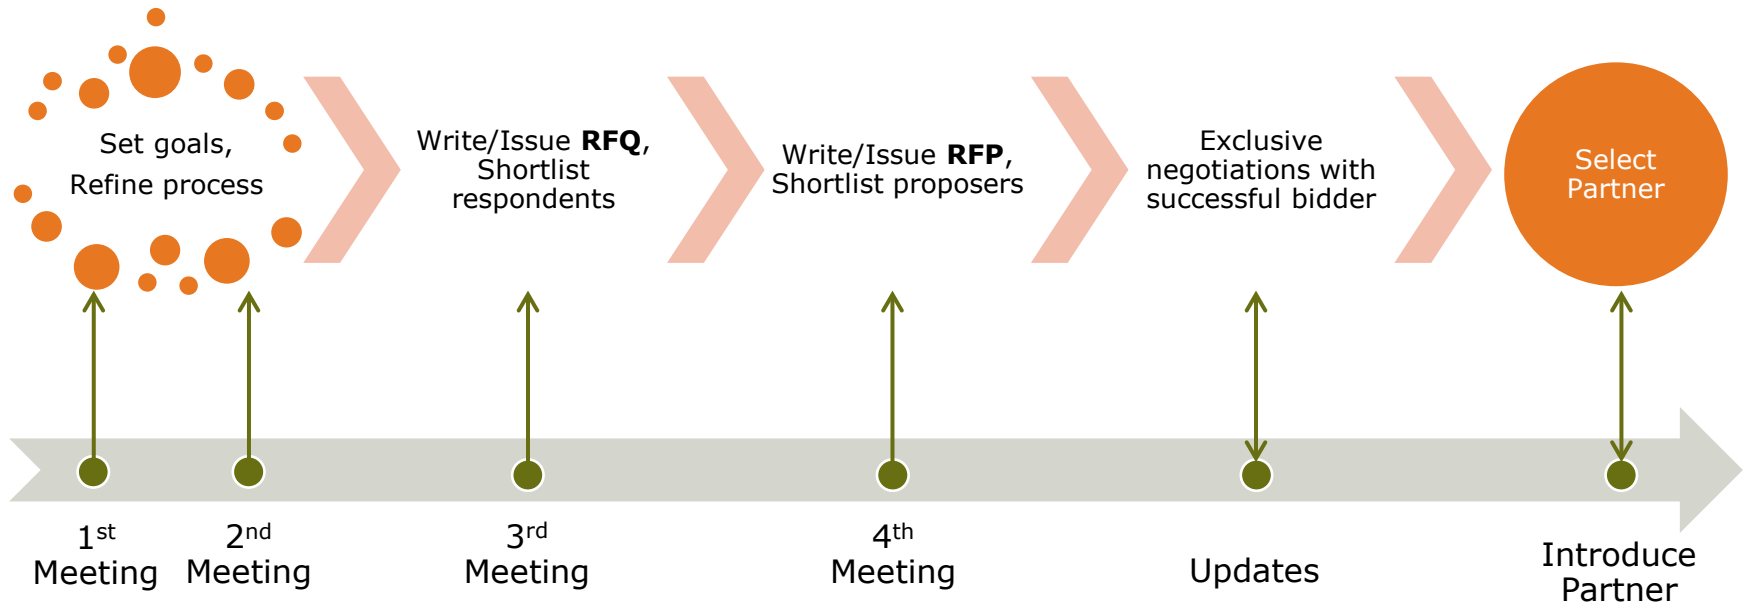 Set goals,
Refine process
Write/Issue RFQ,
Shortlist
respondents
Write/Issue RFP,
Shortlist proposers
Exclusive
negotiations with
successful bidder
Select
Partner
1st
Meeting
2nd
Meeting
3rd
Meeting
4th
Meeting
Updates
Introduce
Partner